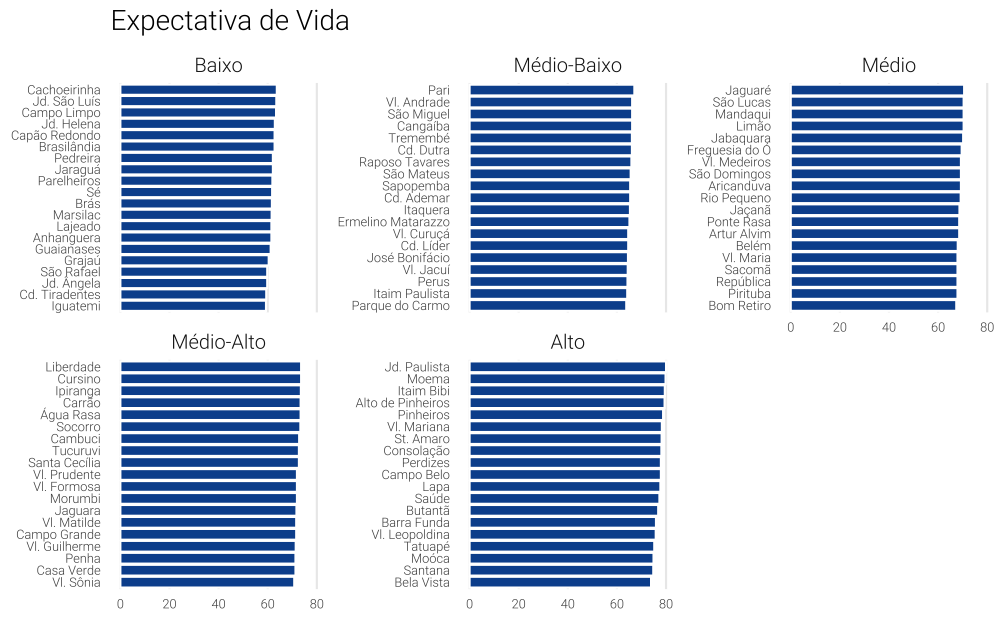 Expectativa de Vida
Baixo
Cachoeirinha
Jd. São Luís
Campo Limpo
Jd. Helena
Capão Redondo
Brasilândia
Pedreira
Jaraguá
Parelheiros
Sé
Brás
Marsilac
Lajeado
Anhanguera
Guaianases
Grajaú
São Rafael
Jd. Ângela
Cd. Tiradentes
Iguatemi
Médio-Baixo
Pari
Vl. Andrade
São Miguel
Cangaíba
Tremembé
Cd. Dutra
Raposo Tavares
São Mateus
Sapopemba
Cd. Ademar
Itaquera
Ermelino Matarazzo
Vl. Curuçá
Cd. Líder
José Bonifácio
Vl. Jacuí
Perus
Itaim Paulista
Parque do Carmo
Médio
Jaguaré
São Lucas
Mandaqui
Limão
Jabaquara
Freguesia do Ó
Vl. Medeiros
São Domingos
Aricanduva
Rio Pequeno
Jaçanã
Ponte Rasa
Artur Alvim
Belém
Vl. Maria
Sacomã
República
Pirituba
Bom Retiro
0 20 40 60 80
Médio-Alto
Liberdade
Cursino
Ipiranga
Carrão
Água Rasa
Socorro
Cambuci
Tucuruvi
Santa Cecília
Vl. Prudente
Vl. Formosa
Morumbi
Jaguara
Vl. Matilde
Campo Grande
Vl. Guilherme
Penha
Casa Verde
Vl. Sônia
0 20 40 60 80
Alto
Jd. Paulista
Moema
Itaim Bibi
Alto de Pinheiros
Pinheiros
Vl. Mariana
St. Amaro
Consolação
Perdizes
Campo Belo
Lapa
Saúde
Butantã
Barra Funda
Vl. Leopoldina
Tatuapé
Moóca
Santana
Bela Vista
0 20 40 60 80